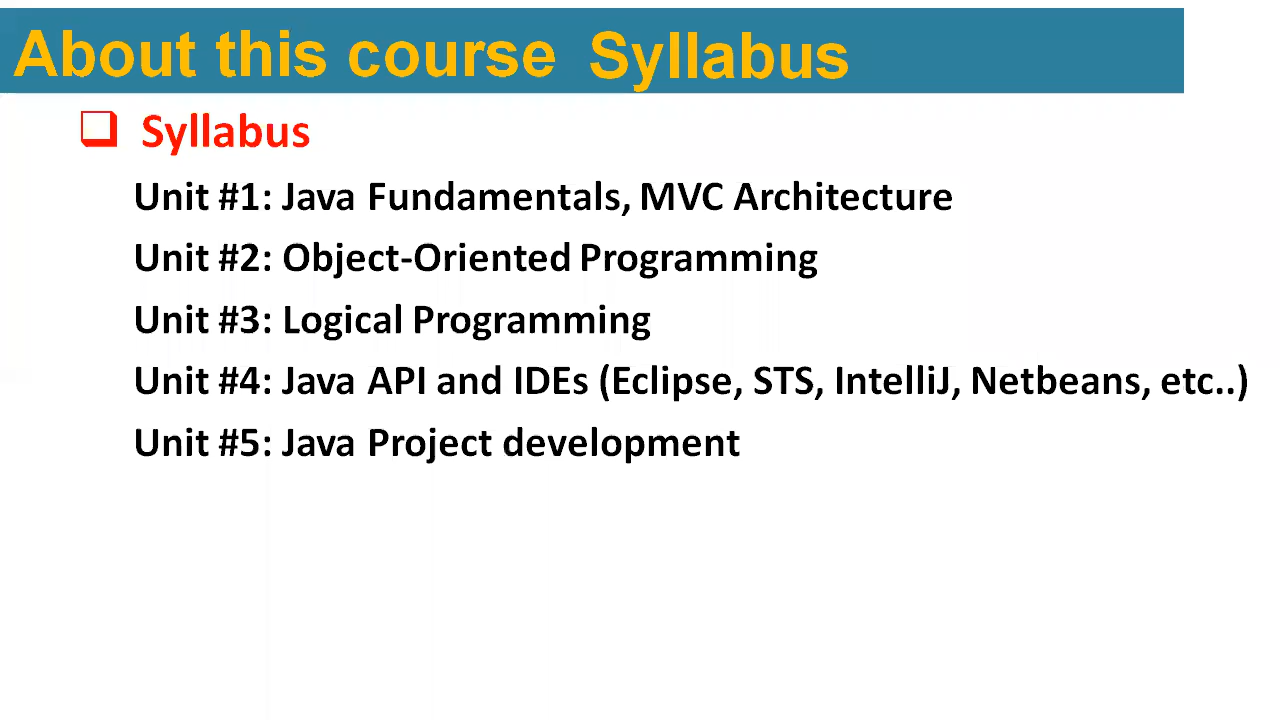 About this course Syllabus
Syllabus
Unit #1: Java Fundamentals, MVC Architecture
Unit #2: Object-Oriented Programming
Unit #3: Logical Programming
Unit #4: Java API and IDEs (Eclipse, STS, IntelliJ, Netbeans, etc..)
Unit #5: Java Project development